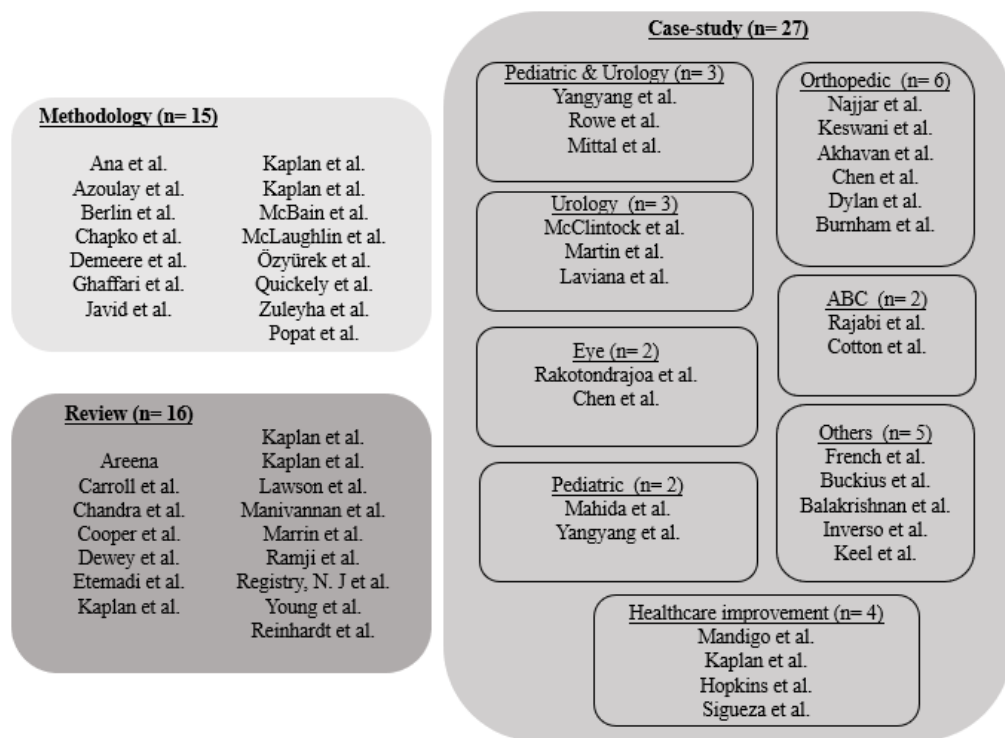 Methodology (n= 15)
Ana et al.
Azoulay et al.
Berlin et al.
Chapko et al.
Demeere et al.
Ghaffari et al.
Javid et al.
Kaplan et al.
Kaplan et al.
McBain et al.
McLaughlin et al.
Özyürek et al.
Quickely et al.
Zuleyha et al.
Popat et al.
Review (n= 16)
Areena
Carroll et al.
Chandra et al.
Cooper et al.
Dewey et al.
Etemadi et al.
Kaplan et al.
Kaplan et al.
Kaplan et al.
Lawson et al.
Manivannan et al.
Marrin et al.
Ramji et al.
Registry, N. J et al.
Young et al.
Reinhardt et al.
Case-study (n= 27)
Pediatric & Urology (n= 3)
Yangyang et al.
Rowe et al.
Mittal et al.
Urology (n= 3)
McClintock et al.
Martin et al.
Laviana et al.
Eye (n= 2)
Rakotondrajoa et al.
Chen et al.
Pediatric (n= 2)
Mahida et al.
Yangyang et al.
Orthopedic (n= 6)
Najjar et al.
Keswani et al.
Akhavan et al.
Chen et al.
Dylan et al.
Burnham et al.
ABC (n= 2)
Rajabi et al.
Cotton et al.
Others (n= 5)
French et al.
Buckius et al.
Balakrishnan et al.
Inverso et al.
Keel et al.
Healthcare improvement (n= 4)
Mandigo et al.
Kaplan et al.
Hopkins et al.
Sigueza et al.